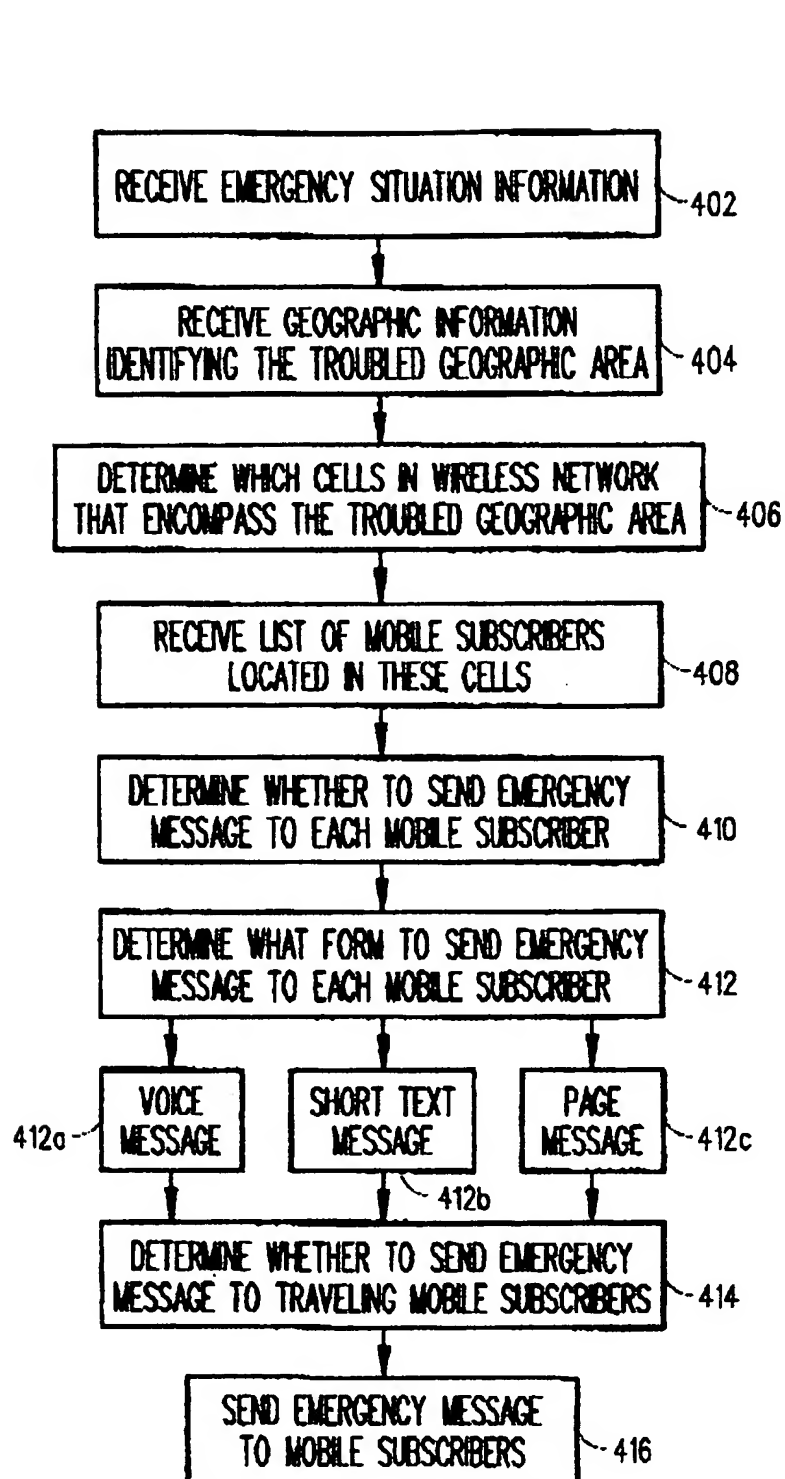 RECEIVE EMERGENCY SITUATION INFORMATION
402
RECEIVE GEOGRAPHIC INFORMATION
IDENTIFYING THE TROUBLED GEOGRAPHIC AREA
404
DETERMINE WHICH CELLS IN WIRELESS NETWORK
THAT ENCOMPASS THE TROUBLED GEOGRAPHIC AREA
406
RECEIVE LIST OF MOBILE SUBSCRIBERS
LOCATED IN THESE CELLS
408
DETERMINE WHETHER TO SEND EMERGENCY
MESSAGE TO EACH MOBILE SUBSCRIBER
410
DETERMINE WHAT FORM TO SEND EMERGENCY
MESSAGE TO EACH MOBILE SUBSCRIBER
412
VOICE
MESSAGE
412a
SHORT TEXT
MESSAGE
412b
PAGE
MESSAGE
412c
DETERMINE WHETHER TO SEND EMERGENCY
MESSAGE TO TRAVELING MOBILE SUBSCRIBERS
414
SEND EMERGENCY MESSAGE
TO MOBILE SUBSCRIBERS
416